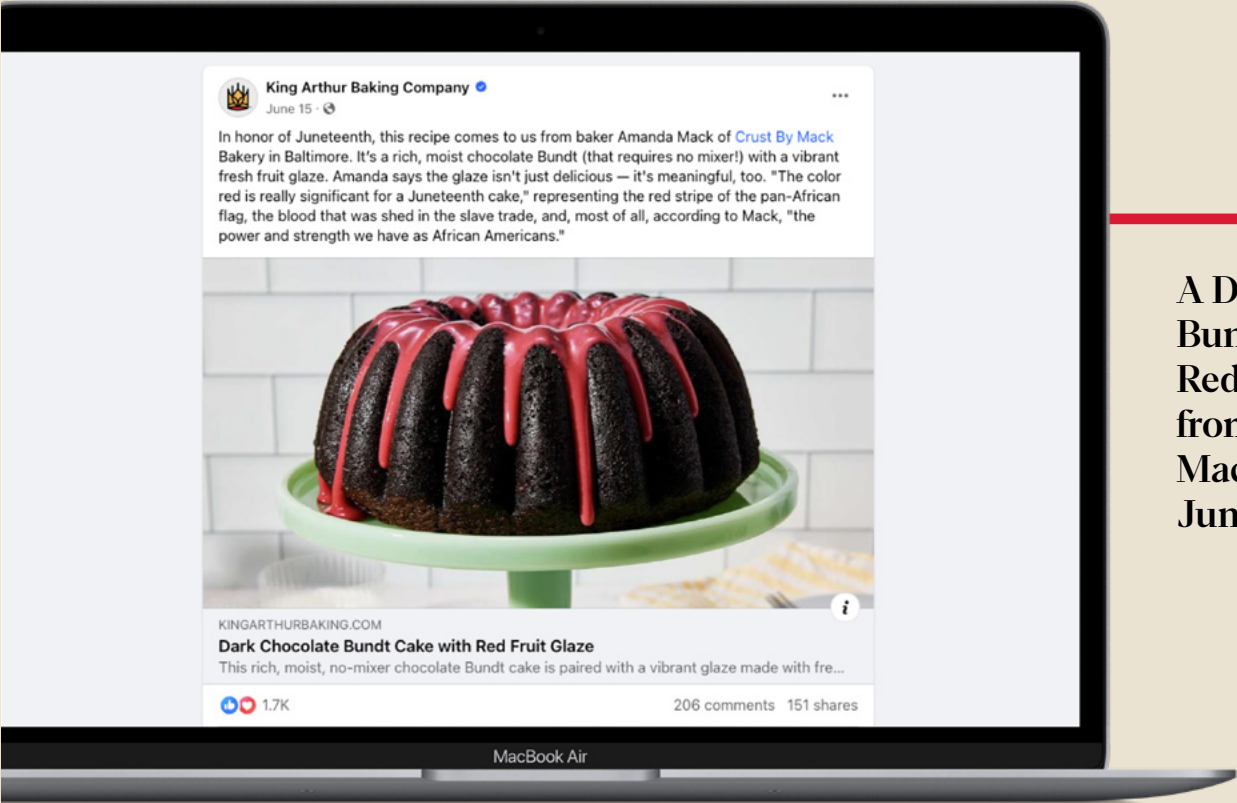 King Arthur Baking Company
June 15 ·
In honor of Juneteenth, this recipe comes to us from baker Amanda Mack of Crust By Mack
Bakery in Baltimore. It's a rich, moist chocolate Bundt (that requires no mixer!) with a vibrant
fresh fruit glaze. Amanda says the glaze isn't just delicious — it's meaningful, too. "The color
red is really significant for a Juneteenth cake," representing the red stripe of the pan-African
flag, the blood that was shed in the slave trade, and, most of all, according to Mack, "the
power and strength we have as African Americans."
i
KINGARTHURBAKING.COM
Dark Chocolate Bundt Cake with Red Fruit Glaze
This rich, moist, no-mixer chocolate Bundt cake is paired with a vibrant glaze made with fre...
1.7K 206 comments 151 shares
MacBook Air
A D
Bun
Red
from
Mac
Jun